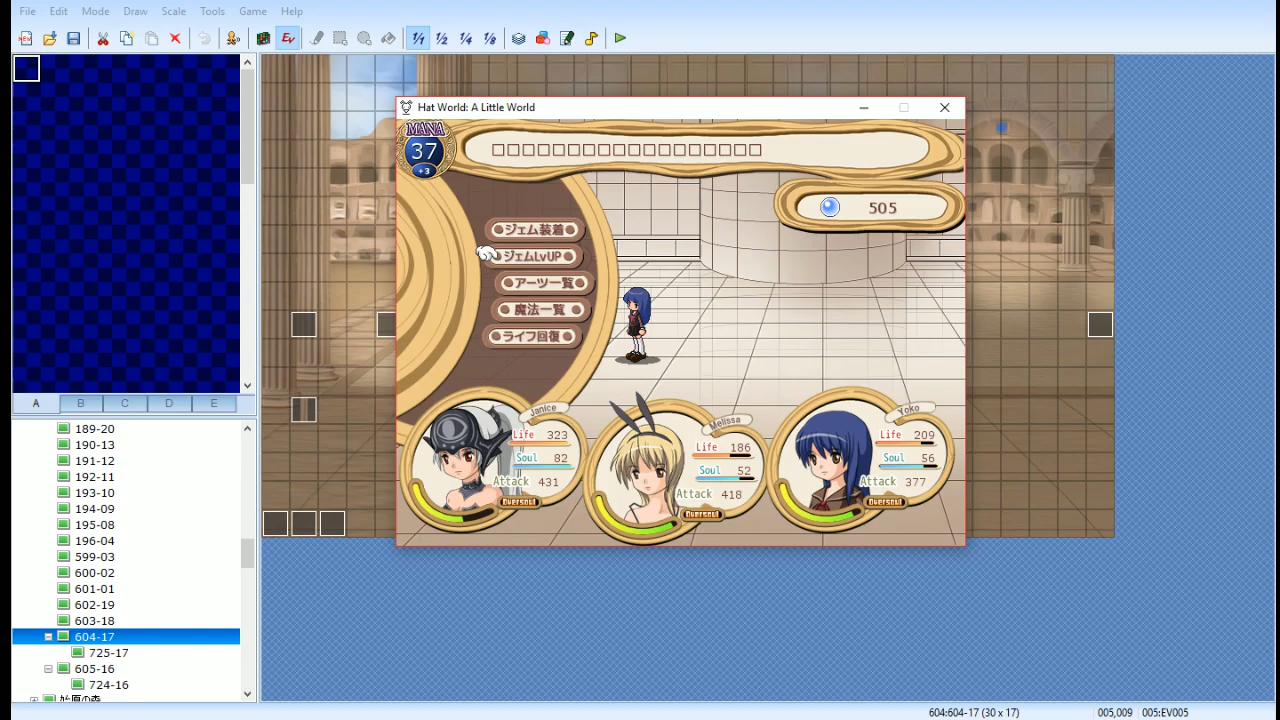 File Edit Mode Draw Scale Tools Game Help
NEW EV 1/1 1/2 1/4 1/8
Hat World: A Little World
MANA
37
+3
□□□□□□□□□□□□□□□□□□
505
ジェム装着
ジェムLvUP
アーツ一覧
魔法一覧
ライフ回復
Janice
Life 323
Soul 82
Attack 431
Oversoul
Melissa
Life 186
Soul 52
Attack 418
Oversoul
Yoko
Life 209
Soul 56
Attack 377
Oversoul
A B C D E
189-20
190-13
191-12
192-11
193-10
194-09
195-08
196-04
599-03
600-02
601-01
602-19
603-18
604-17
725-17
605-16
724-16
始原の森
604:604-17 (30 x 17) 005,009 005:EV005